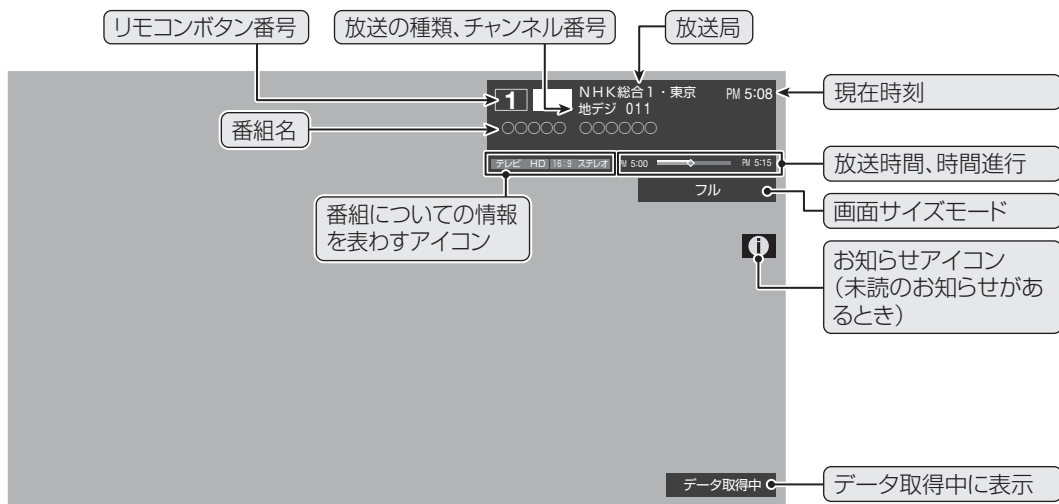 リモコンボタン番号
放送の種類、チャンネル番号
放送局
1
NHK総合1・東京
PM 5:08
地デジ 011
現在時刻
番組名
○○○○○ ○○○○○○
テレビ HD 16:9 ステレオ
PM 5:00
PM 5:15
放送時間、時間進行
フル
画面サイズモード
番組についての情報
を表わすアイコン
i
お知らせアイコン
（未読のお知らせがあ
るとき）
データ取得中
データ取得中に表示